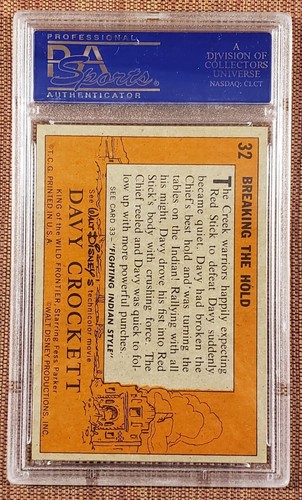 PROFESSIONAL
PSA
Sports
AUTHENTICATOR
A
DIVISION OF
COLLECTORS
UNIVERSE
NASDAQ: CLCT
32 BREAKING THE HOLD
The Creek warriors, happily expecting
Red Stick to defeat Davy suddenly
became quiet. Davy had broken the
Chief's best hold and was turning the
tables on the Indian! Rallying with all
his might, Davy drove his fist into Red
Stick's body with crushing force. The
Chief reeled and Davy was quick to fol-
low up with more powerful punches.
SEE CARD 33—"FIGHTING INDIAN STYLE"
See WALT DISNEY'S technicolor movie
DAVY CROCKETT
KING of the WILD FRONTIER Starring Fess Parker
©T.C.G. PRINTED IN U.S.A.
©WALT DISNEY PRODUCTIONS, INC.